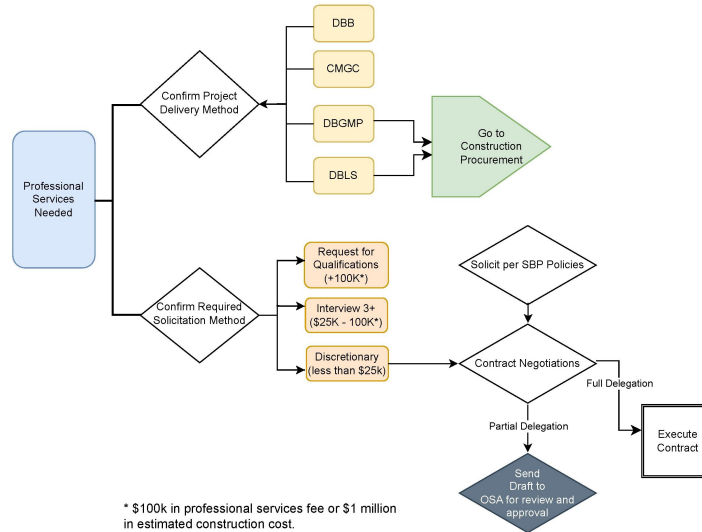 DBB
CMGC
Confirm Project
Delivery Method
DBGMP
DBLS
Go to
Construction
Procurement
Professional
Services
Needed
Request for
Qualifications
(+100K*)
Solicit per SBP Policies
Confirm Required
Solicitation Method
Interview 3+
($25K - 100K*)
Discretionary
(less than $25k)
Contract Negotiations
Full Delegation
Partial Delegation
Execute
Contract
Send
Draft to
OSA for review and
approval
* $100k in professional services fee or $1 million
in estimated construction cost.